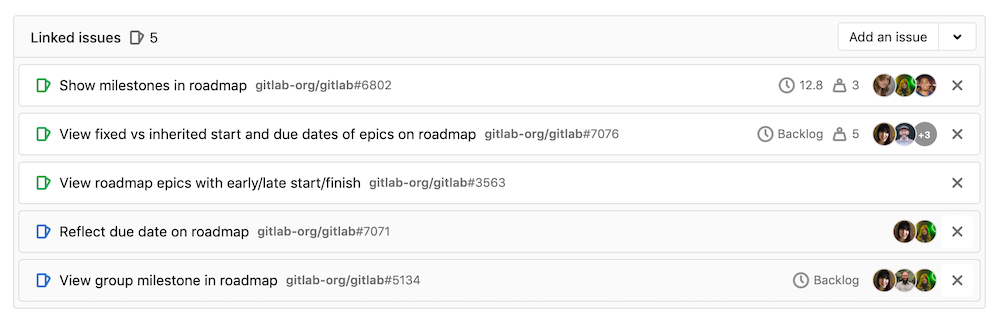 Linked issues 5 Add an issue
Show milestones in roadmap gitlab-org/gitlab#6802 12.8 3
View fixed vs inherited start and due dates of epics on roadmap gitlab-org/gitlab#7076 Backlog 5 +3
View roadmap epics with early/late start/finish gitlab-org/gitlab#3563
Reflect due date on roadmap gitlab-org/gitlab#7071
View group milestone in roadmap gitlab-org/gitlab#5134 Backlog